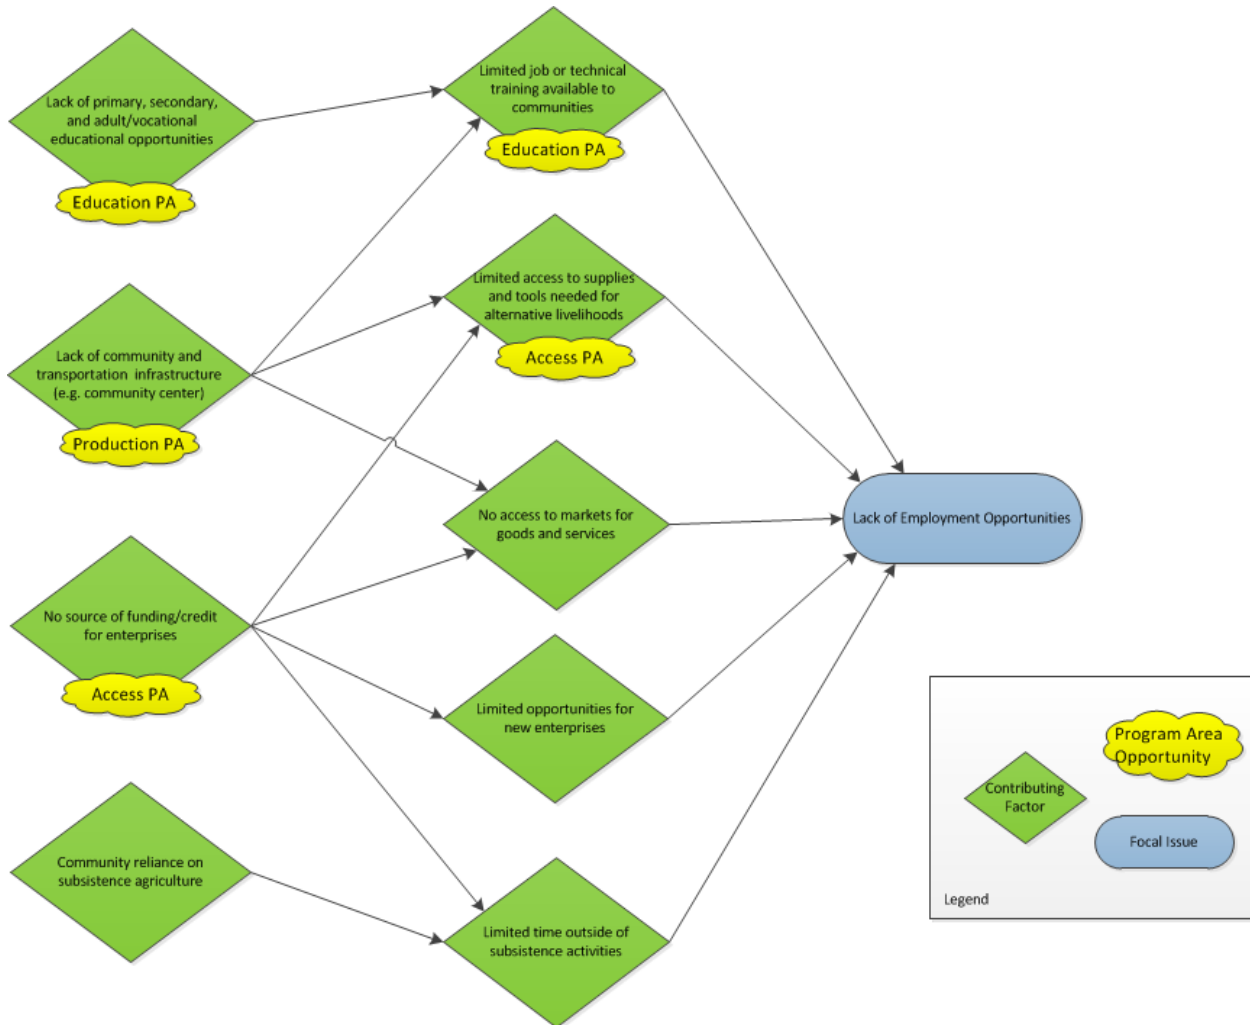 Lack of primary, secondary,
and adult/vocational
educational opportunities
Education PA
Limited job or technical
training available to
communities
Education PA
Lack of community and
transportation infrastructure
(e.g. community center)
Production PA
Limited access to supplies
and tools needed for
alternative livelihoods
Access PA
No access to markets for
goods and services
Lack of Employment Opportunities
No source of funding/credit
for enterprises
Access PA
Limited opportunities for
new enterprises
Community reliance on
subsistence agriculture
Limited time outside of
subsistence activities
Program Area
Opportunity
Contributing
Factor
Focal Issue
Legend